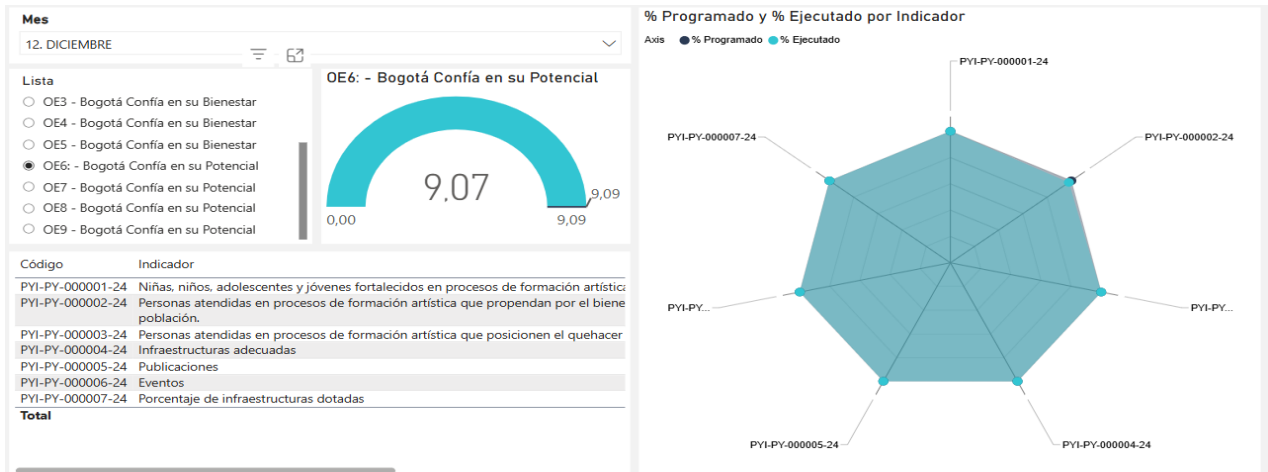 Mes
12. DICIEMBRE
Lista
OE3 - Bogotá Confía en su Bienestar
OE4 - Bogotá Confía en su Bienestar
OE5 - Bogotá Confía en su Bienestar
OE6: - Bogotá Confía en su Potencial
OE7 - Bogotá Confía en su Potencial
OE8 - Bogotá Confía en su Potencial
OE9 - Bogotá Confía en su Potencial
OE6: - Bogotá Confía en su Potencial
9,07
9,09
0,00
9,09
Código Indicador
PYI-PY-000001-24 Niñas, niños, adolescentes y jóvenes fortalecidos en procesos de formación artística
PYI-PY-000002-24 Personas atendidas en procesos de formación artística que propendan por el biene
población.
PYI-PY-000003-24 Personas atendidas en procesos de formación artística que posicionen el quehacer
PYI-PY-000004-24 Infraestructuras adecuadas
PYI-PY-000005-24 Publicaciones
PYI-PY-000006-24 Eventos
PYI-PY-000007-24 Porcentaje de infraestructuras dotadas
Total
% Programado y % Ejecutado por Indicador
Axis % Programado % Ejecutado
PYI-PY-000001-24
PYI-PY-000007-24
PYI-PY-000002-24
PYI-PY...
PYI-PY...
PYI-PY-000005-24
PYI-PY-000004-24